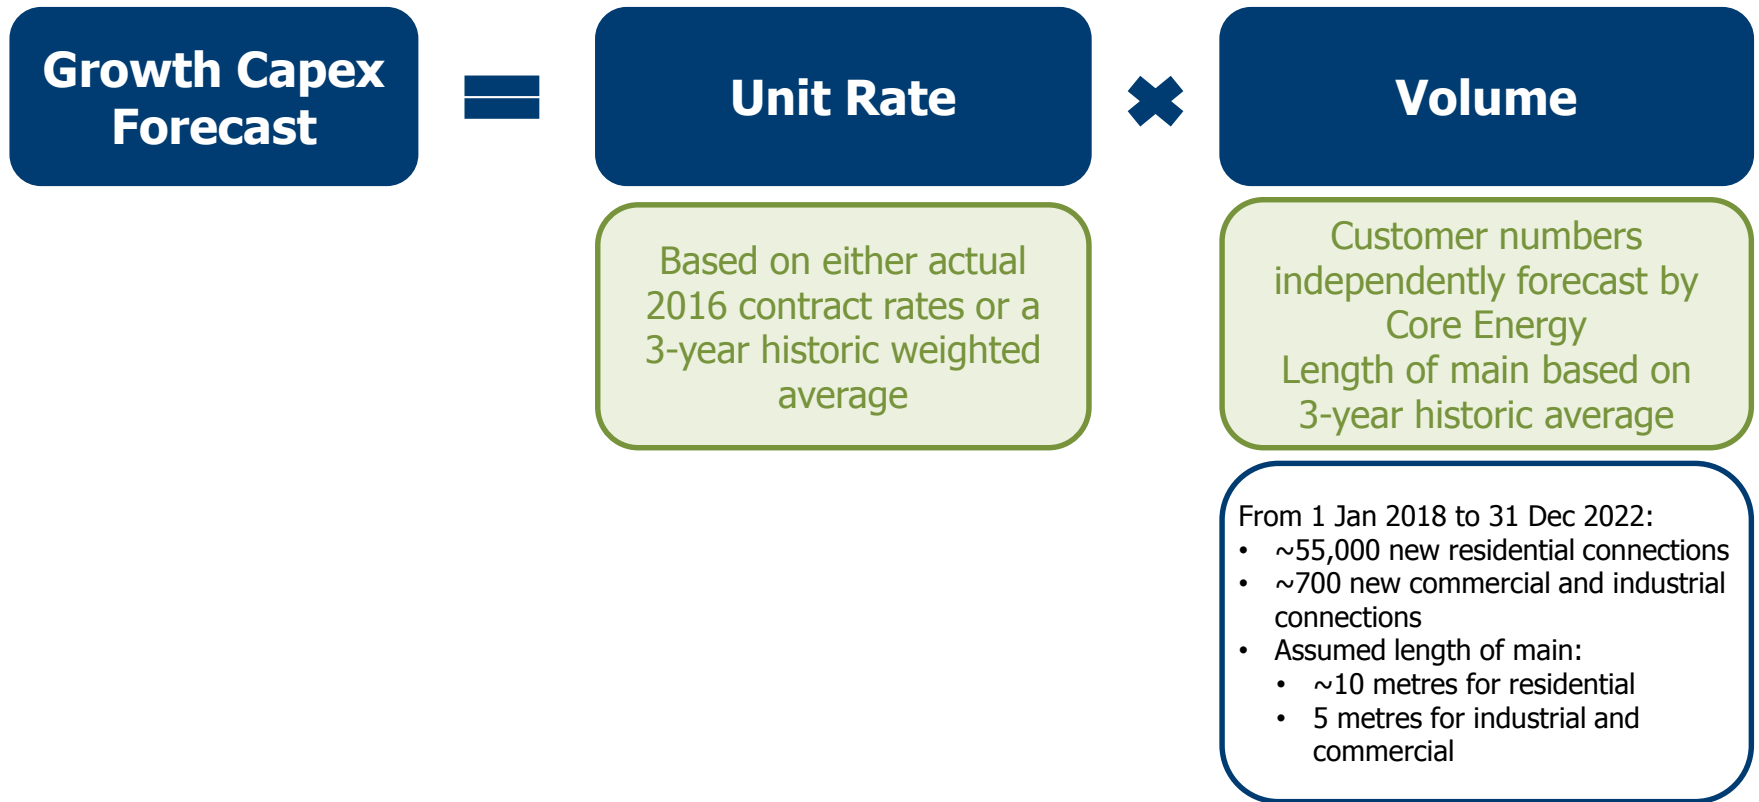 Growth Capex
Forecast
Unit Rate
Volume
Based on either actual
2016 contract rates or a
3-year historic weighted
average
Customer numbers
independently forecast by
Core Energy
Length of main based on
3-year historic average
From 1 Jan 2018 to 31 Dec 2022:
• ~55,000 new residential connections
• ~700 new commercial and industrial
connections
• Assumed length of main:
• ~10 metres for residential
• 5 metres for industrial and
commercial